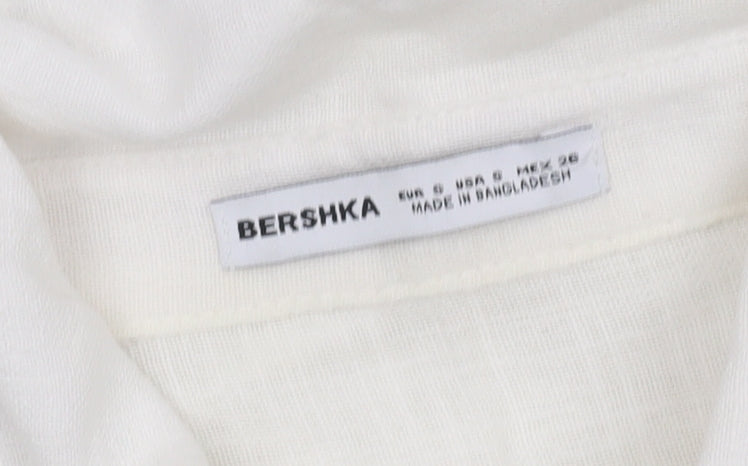 BERSHKA
EUR S USA S MEX 26
MADE IN BANGLADESH